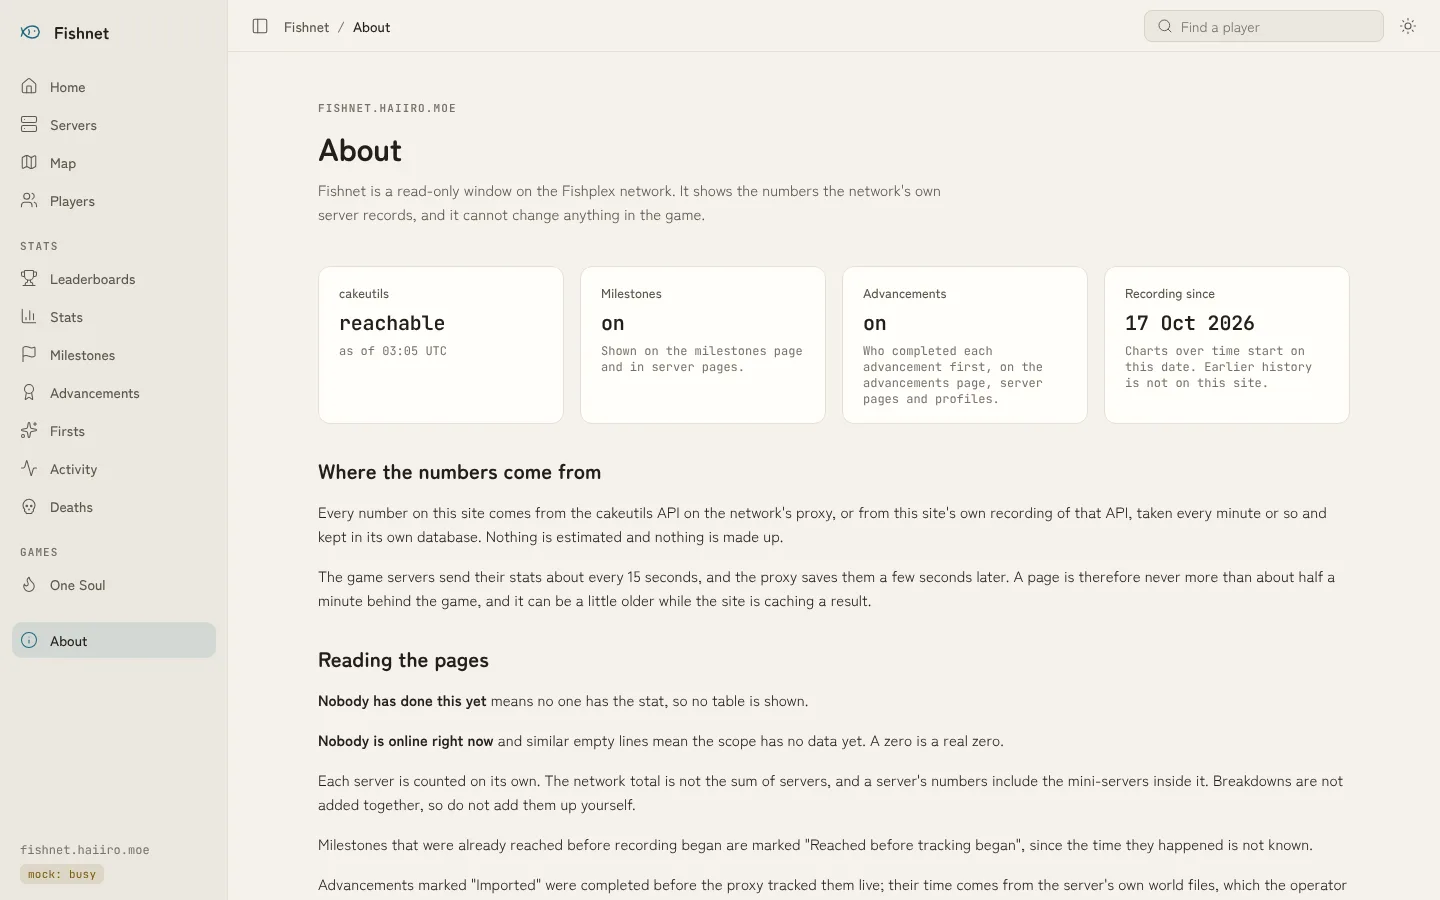 Fishnet
Home
Servers
Map
Players
STATS
Leaderboards
Stats
Milestones
Advancements
Firsts
Activity
Deaths
GAMES
One Soul
About
fishnet.haiiro.moe
mock: busy
Fishnet / About
Find a player
FISHNET.HAIIRO.MOE
About
Fishnet is a read-only window on the Fishplex network. It shows the numbers the network's own
server records, and it cannot change anything in the game.
cakeutils
reachable
as of 03:05 UTC
Milestones
on
Shown on the milestones page
and in server pages.
Advancements
on
Who completed each
advancement first, on the
advancements page, server
pages and profiles.
Recording since
17 Oct 2026
Charts over time start on
this date. Earlier history
is not on this site.
Where the numbers come from
Every number on this site comes from the cakeutils API on the network's proxy, or from this site's own recording of that API, taken every minute or so and
kept in its own database. Nothing is estimated and nothing is made up.
The game servers send their stats about every 15 seconds, and the proxy saves them a few seconds later. A page is therefore never more than about half a
minute behind the game, and it can be a little older while the site is caching a result.
Reading the pages
Nobody has done this yet means no one has the stat, so no table is shown.
Nobody is online right now and similar empty lines mean the scope has no data yet. A zero is a real zero.
Each server is counted on its own. The network total is not the sum of servers, and a server's numbers include the mini-servers inside it. Breakdowns are not
added together, so do not add them up yourself.
Milestones that were already reached before recording began are marked "Reached before tracking began", since the time they happened is not known.
Advancements marked "Imported" were completed before the proxy tracked them live; their time comes from the server's own world files, which the operator